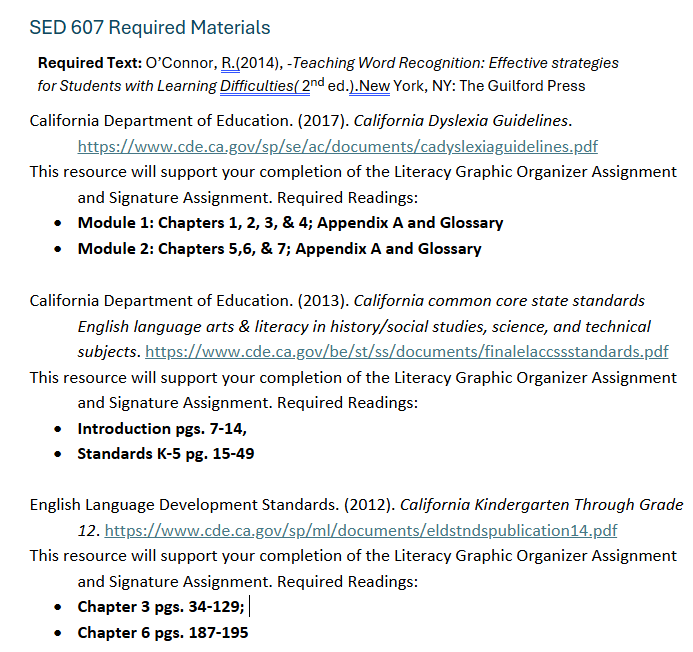 SED 607 Required Materials
Required Text: O’Connor, R.(2014), -Teaching Word Recognition: Effective strategies
for Students with Learning Difficulties( 2nd ed.).New York, NY: The Guilford Press
California Department of Education. (2017). California Dyslexia Guidelines.
https://www.cde.ca.gov/sp/se/ac/documents/cadyslexiaguidelines.pdf
This resource will support your completion of the Literacy Graphic Organizer Assignment
and Signature Assignment. Required Readings:
• Module 1: Chapters 1, 2, 3, & 4; Appendix A and Glossary
• Module 2: Chapters 5,6, & 7; Appendix A and Glossary
California Department of Education. (2013). California common core state standards
English language arts & literacy in history/social studies, science, and technical
subjects. https://www.cde.ca.gov/be/st/ss/documents/finalelaccssstandards.pdf
This resource will support your completion of the Literacy Graphic Organizer Assignment
and Signature Assignment. Required Readings:
• Introduction pgs. 7-14,
• Standards K-5 pg. 15-49
English Language Development Standards. (2012). California Kindergarten Through Grade
12. https://www.cde.ca.gov/sp/ml/documents/eldstndspublication14.pdf
This resource will support your completion of the Literacy Graphic Organizer Assignment
and Signature Assignment. Required Readings:
• Chapter 3 pgs. 34-129;
• Chapter 6 pgs. 187-195